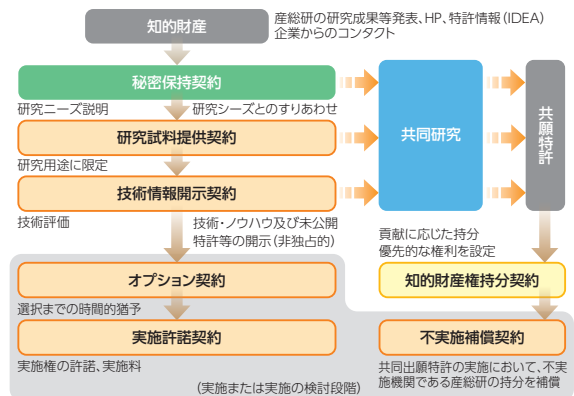 知的財産
産総研の研究成果等発表、HP、特許情報（IDEA）
企業からのコンタクト
秘密保持契約
研究ニーズ説明
研究シーズとのすりあわせ
研究試料提供契約
研究用途に限定
技術情報開示契約
技術評価
技術・ノウハウ及び未公開
特許等の開示（非独占的）
共同研究
共願特許
貢献に応じた持分
優先的な権利を設定
オプション契約
選択までの時間的猶予
知的財産権持分契約
実施許諾契約
実施権の許諾、実施料
不実施補償契約
共同出願特許の実施において、不実
施機関である産総研の持分を補償
（実施または実施の検討段階）